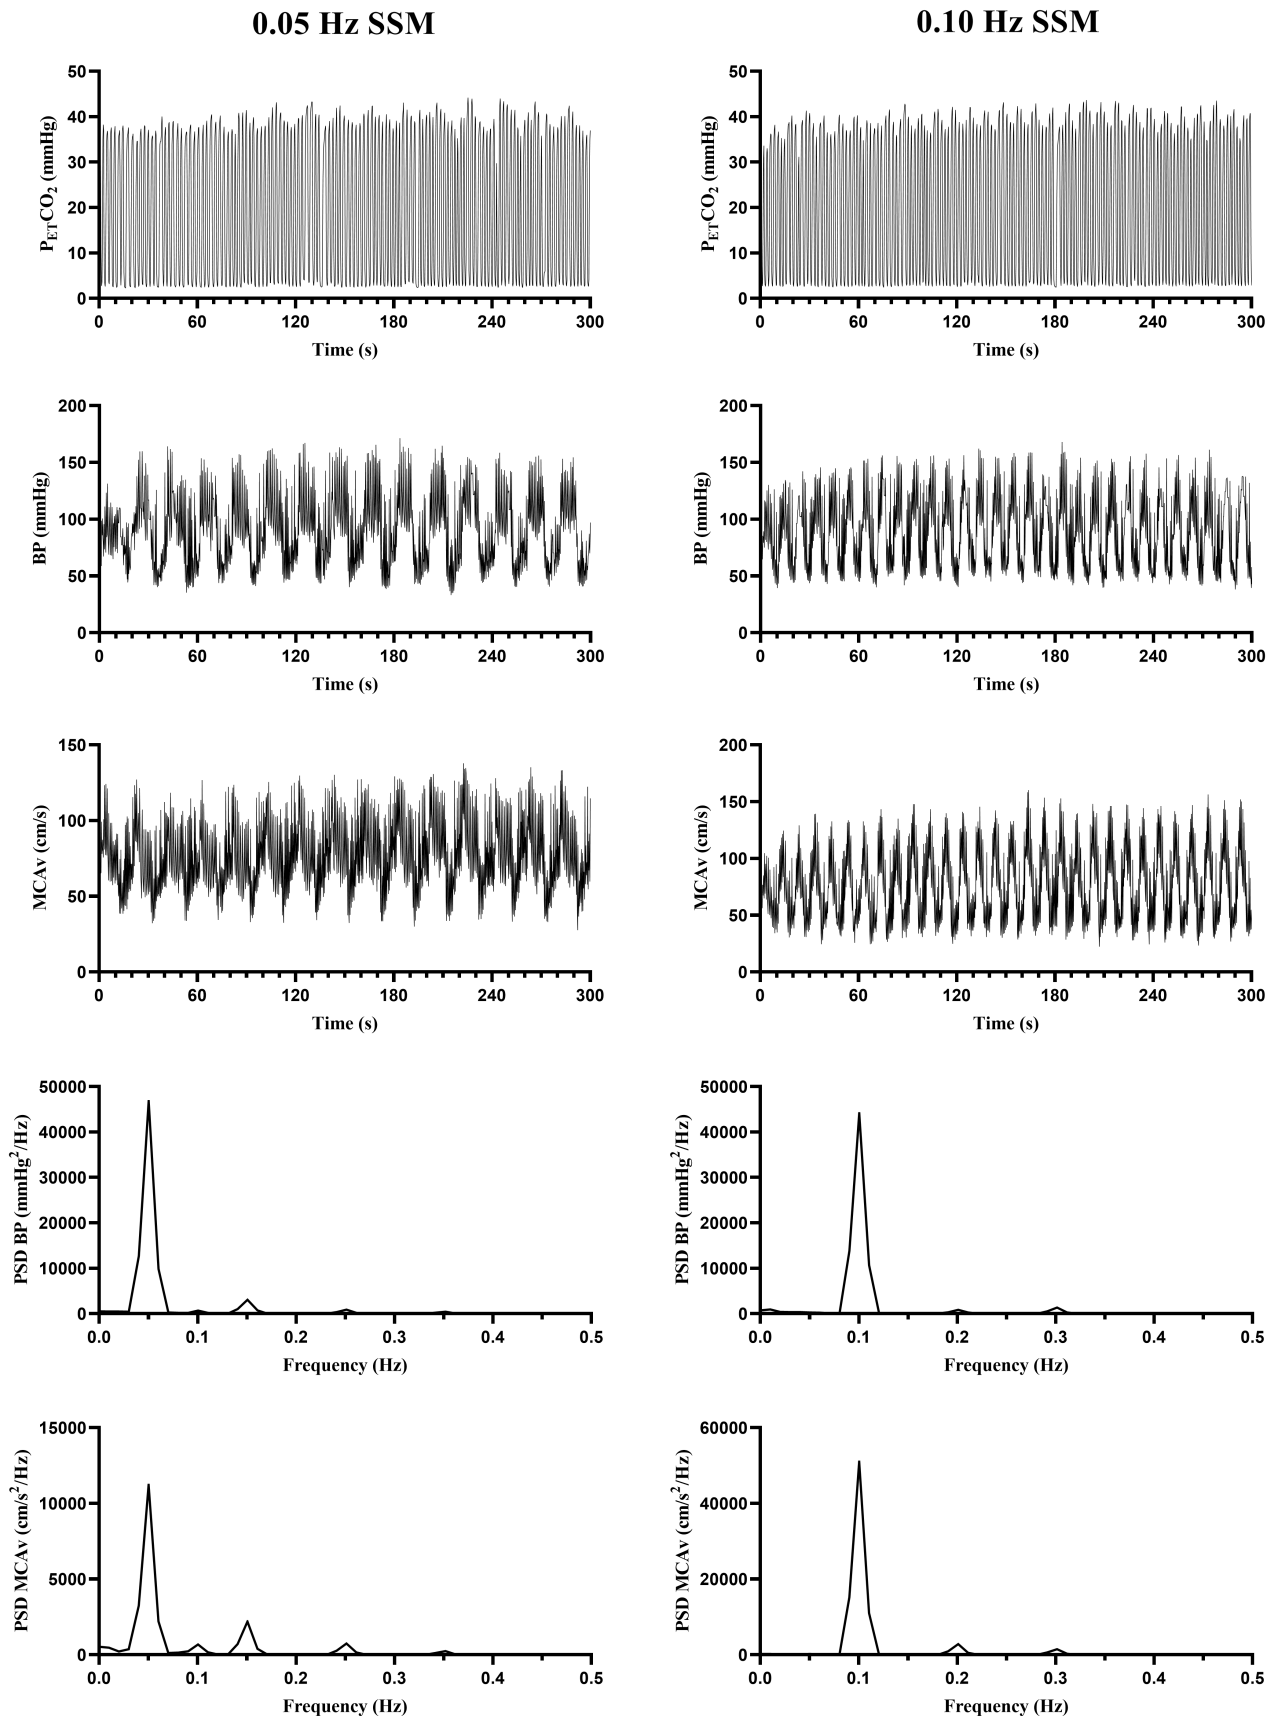 0.05 Hz SSM
0.10 Hz SSM
P_ETCO₂ (mmHg)
50
40
30
20
10
0
0 60 120 180 240 300
Time (s)
P_ETCO₂ (mmHg)
50
40
30
20
10
0
0 60 120 180 240 300
Time (s)
BP (mmHg)
200
150
100
50
0
0 60 120 180 240 300
Time (s)
BP (mmHg)
200
150
100
50
0
0 60 120 180 240 300
Time (s)
MCAv (cm/s)
150
100
50
0
0 60 120 180 240 300
Time (s)
MCAv (cm/s)
200
150
100
50
0
0 60 120 180 240 300
Time (s)
PSD BP (mmHg²/Hz)
50000
40000
30000
20000
10000
0
0.0 0.1 0.2 0.3 0.4 0.5
Frequency (Hz)
PSD BP (mmHg²/Hz)
50000
40000
30000
20000
10000
0
0.0 0.1 0.2 0.3 0.4 0.5
Frequency (Hz)
PSD MCAv (cm/s²/Hz)
15000
10000
5000
0
0.0 0.1 0.2 0.3 0.4 0.5
Frequency (Hz)
PSD MCAv (cm/s²/Hz)
60000
40000
20000
0
0.0 0.1 0.2 0.3 0.4 0.5
Frequency (Hz)